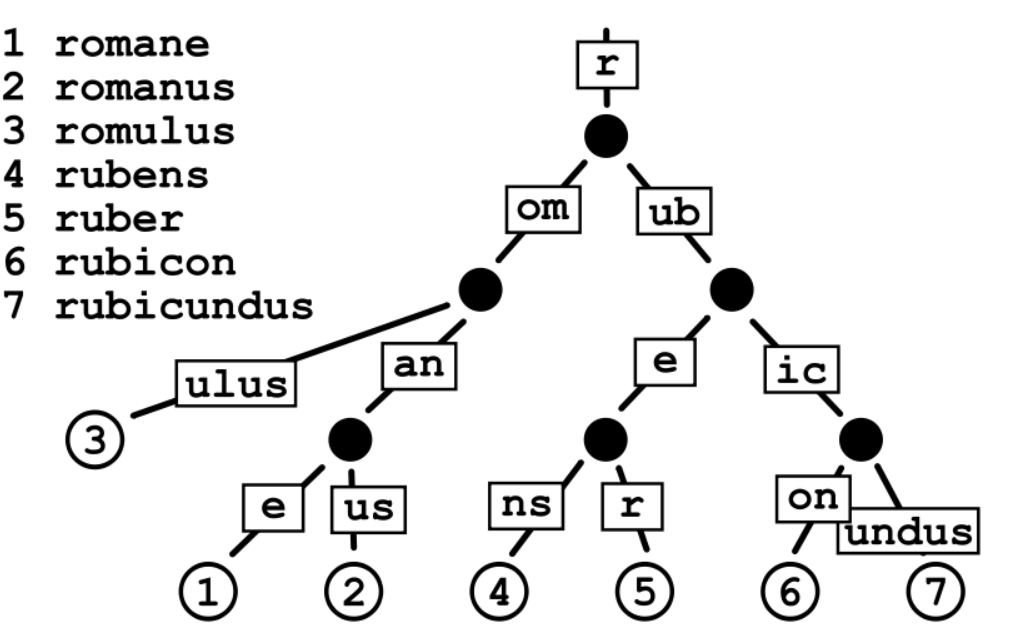 1 romane
2 romanus
3 romulus
4 rubens
5 ruber
6 rubicon
7 rubicundus
r
om ub
ulus an e ic
3
e us ns r on undus
1 2 4 5 6 7